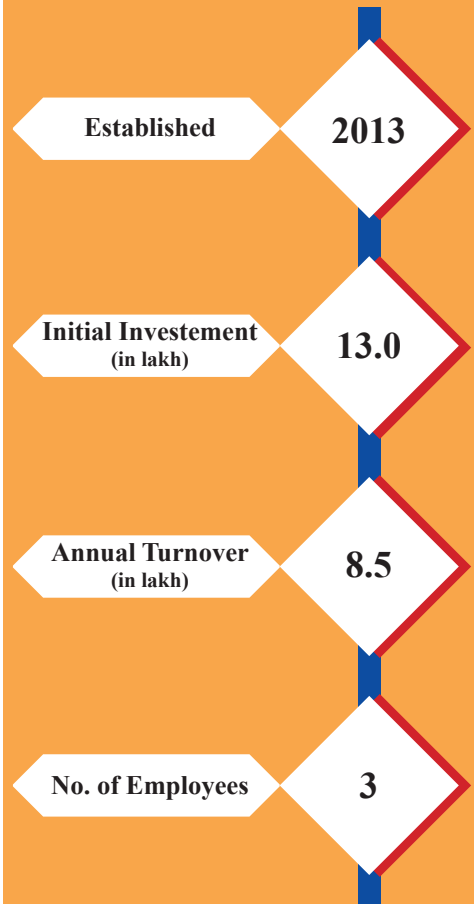 Established
2013
Initial Investement
(in lakh)
13.0
Annual Turnover
(in lakh)
8.5
No. of Employees
3